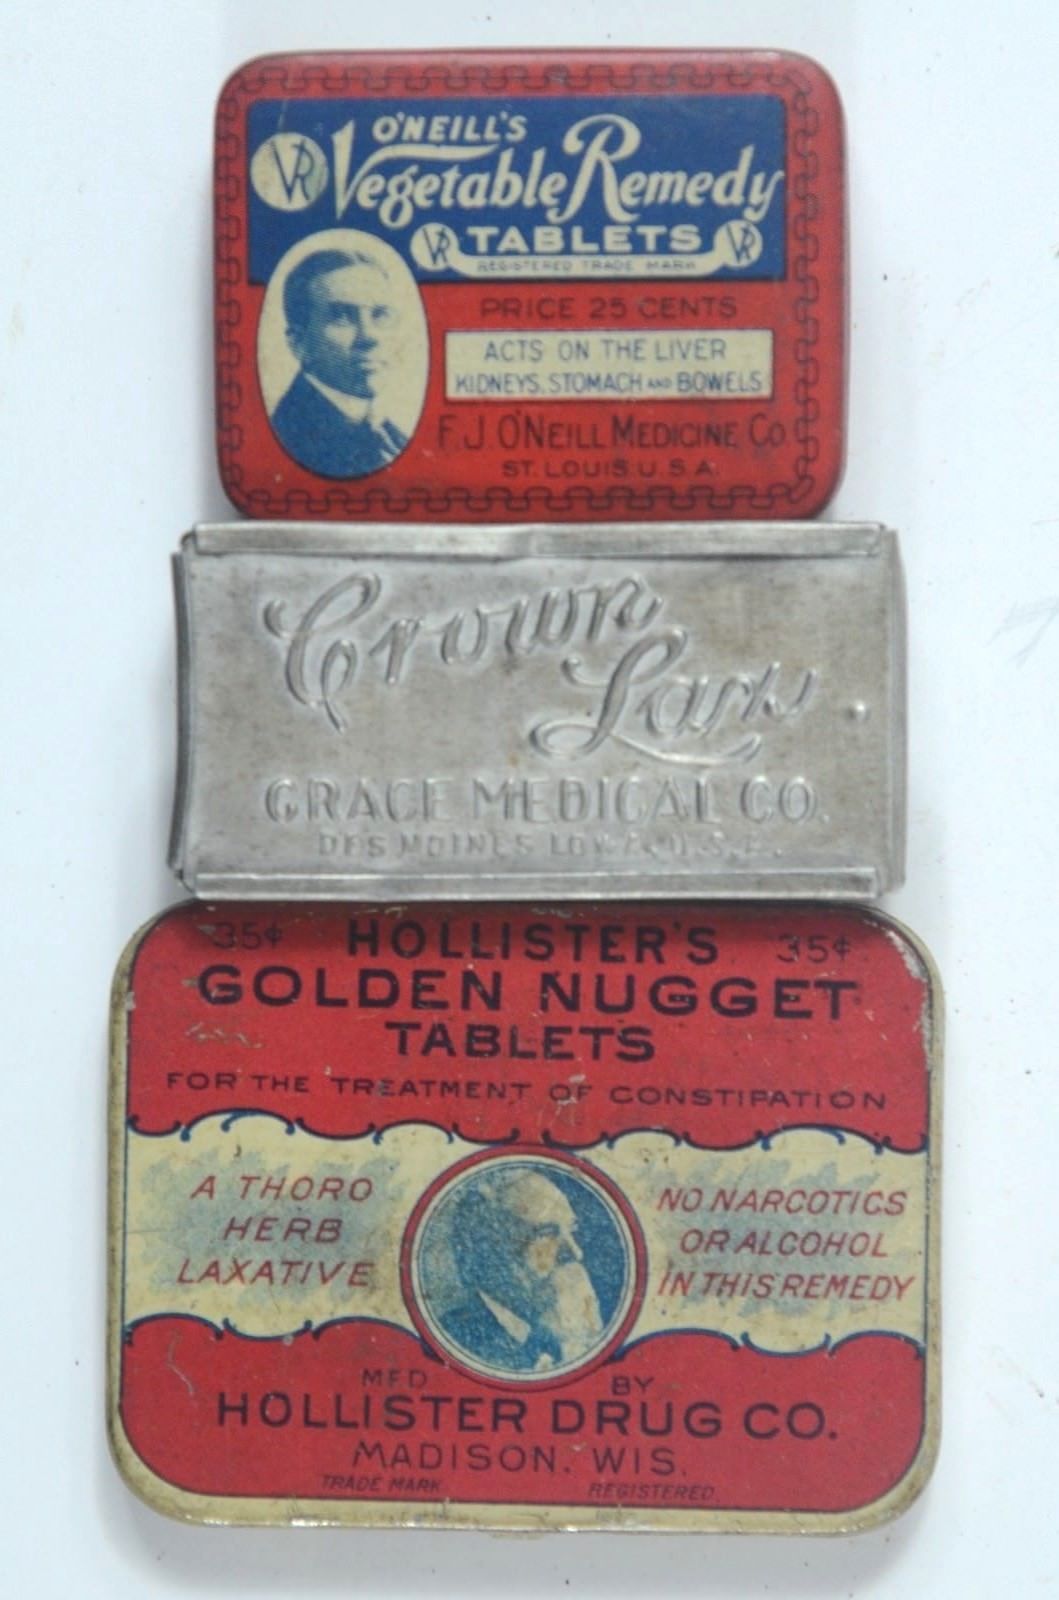 O'NEILL'S
VR Vegetable Remedy
VR TABLETS VR
REGISTERED TRADE MARK
PRICE 25 CENTS
ACTS ON THE LIVER
KIDNEYS, STOMACH AND BOWELS
F.J. O'NEILL MEDICINE Co
ST. LOUIS U.S.A.
Crown
Lax
GRACE MEDICAL CO.
DES MOINES IOWA U.S.A.
35¢ HOLLISTER'S 35¢
GOLDEN NUGGET
TABLETS
FOR THE TREATMENT OF CONSTIPATION
A THORO
HERB
LAXATIVE
NO NARCOTICS
OR ALCOHOL
IN THIS REMEDY
MFD BY
HOLLISTER DRUG CO.
MADISON, WIS.
TRADE MARK REGISTERED